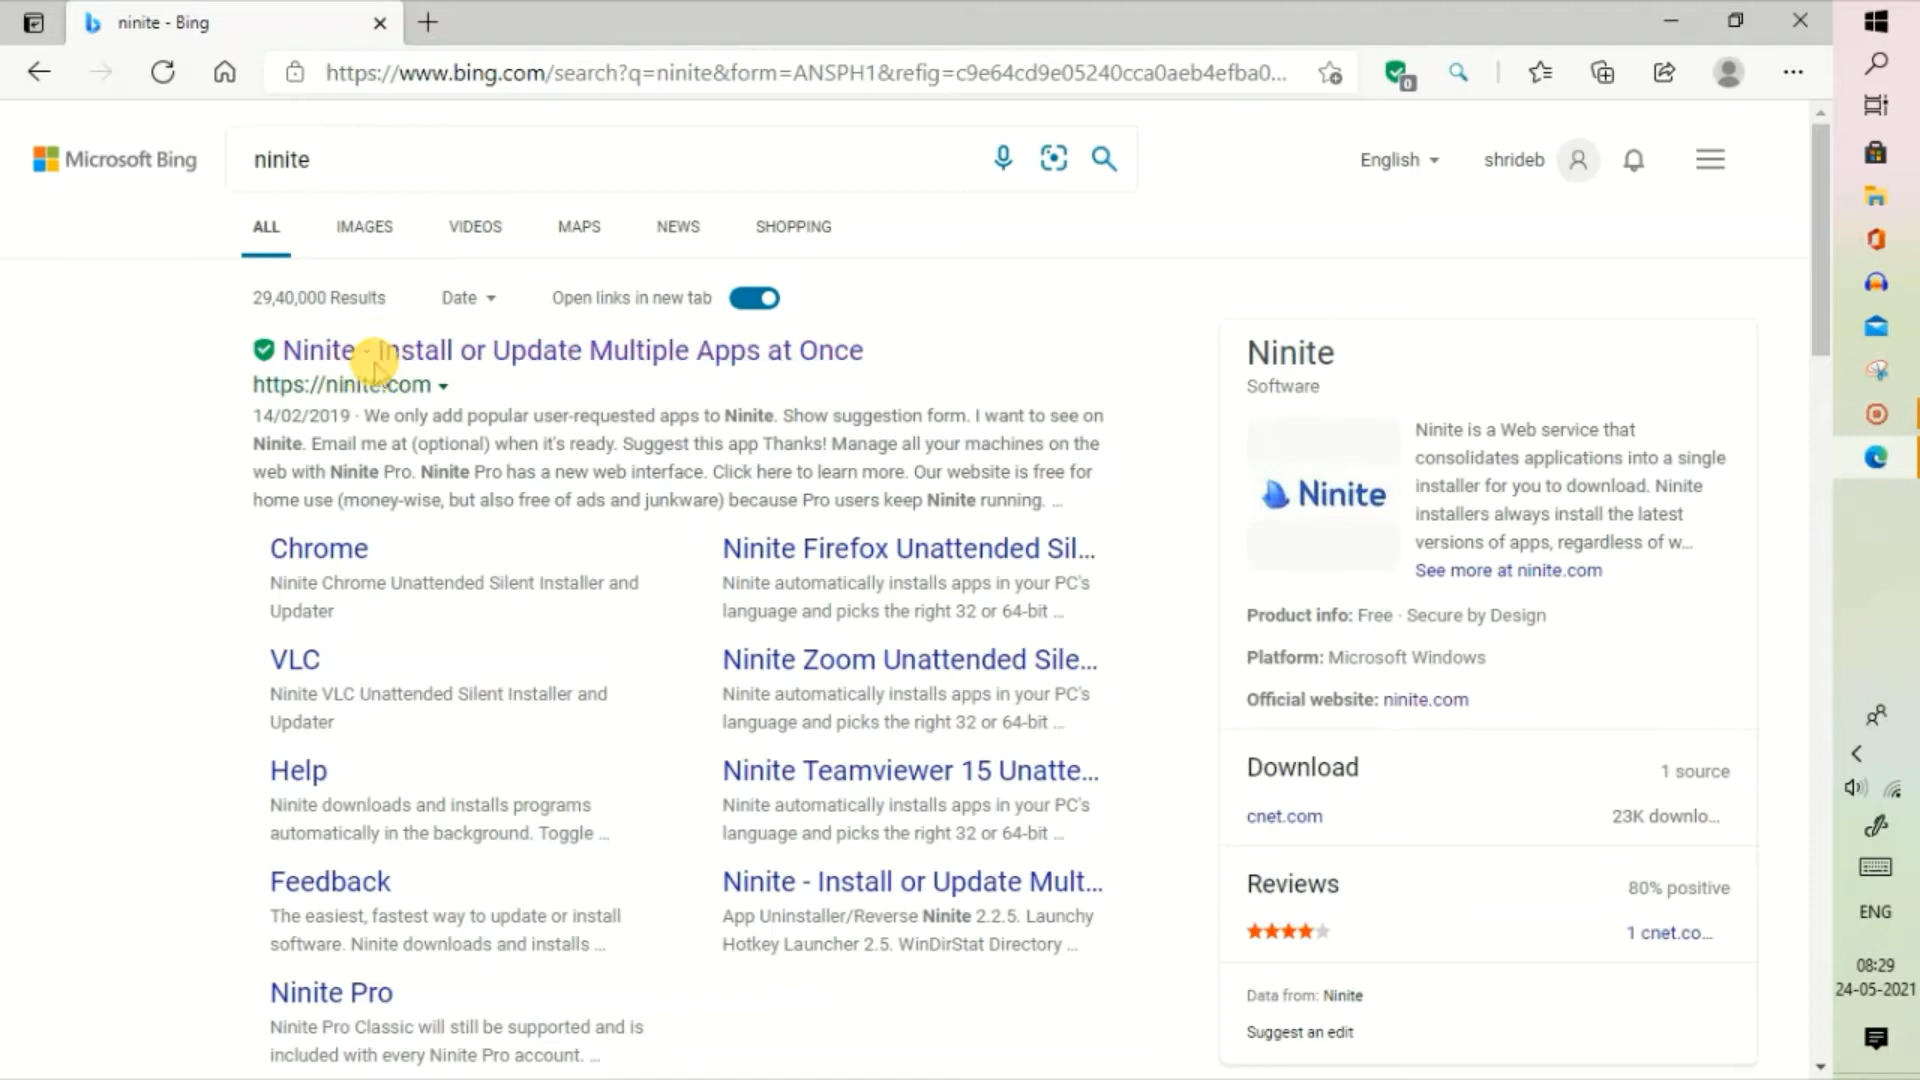 ninite - Bing
https://www.bing.com/search?q=ninite&form=ANSPH1&refig=c9e64cd9e05240cca0aeb4efba0...
0
Microsoft Bing
ninite
English
shrideb
ALL
IMAGES
VIDEOS
MAPS
NEWS
SHOPPING
29,40,000 Results
Date
Open links in new tab
Ninite - Install or Update Multiple Apps at Once
https://ninite.com
14/02/2019 · We only add popular user-requested apps to Ninite. Show suggestion form. I want to see on
Ninite. Email me at (optional) when it's ready. Suggest this app Thanks! Manage all your machines on the
web with Ninite Pro. Ninite Pro has a new web interface. Click here to learn more. Our website is free for
home use (money-wise, but also free of ads and junkware) because Pro users keep Ninite running. ...
Chrome
Ninite Chrome Unattended Silent Installer and
Updater
Ninite Firefox Unattended Sil...
Ninite automatically installs apps in your PC's
language and picks the right 32 or 64-bit ...
VLC
Ninite VLC Unattended Silent Installer and
Updater
Ninite Zoom Unattended Sile...
Ninite automatically installs apps in your PC's
language and picks the right 32 or 64-bit ...
Help
Ninite downloads and installs programs
automatically in the background. Toggle ...
Ninite Teamviewer 15 Unatte...
Ninite automatically installs apps in your PC's
language and picks the right 32 or 64-bit ...
Feedback
The easiest, fastest way to update or install
software. Ninite downloads and installs ...
Ninite - Install or Update Mult...
App Uninstaller/Reverse Ninite 2.2.5. Launchy
Hotkey Launcher 2.5. WinDirStat Directory ...
Ninite Pro
Ninite Pro Classic will still be supported and is
included with every Ninite Pro account. ...
Ninite
Software
Ninite
Ninite is a Web service that
consolidates applications into a single
installer for you to download. Ninite
installers always install the latest
versions of apps, regardless of w...
See more at ninite.com
Product info: Free · Secure by Design
Platform: Microsoft Windows
Official website: ninite.com
Download
1 source
cnet.com
23K downlo...
Reviews
80% positive
1 cnet.co...
Data from: Ninite
Suggest an edit
ENG
08:29
24-05-2021